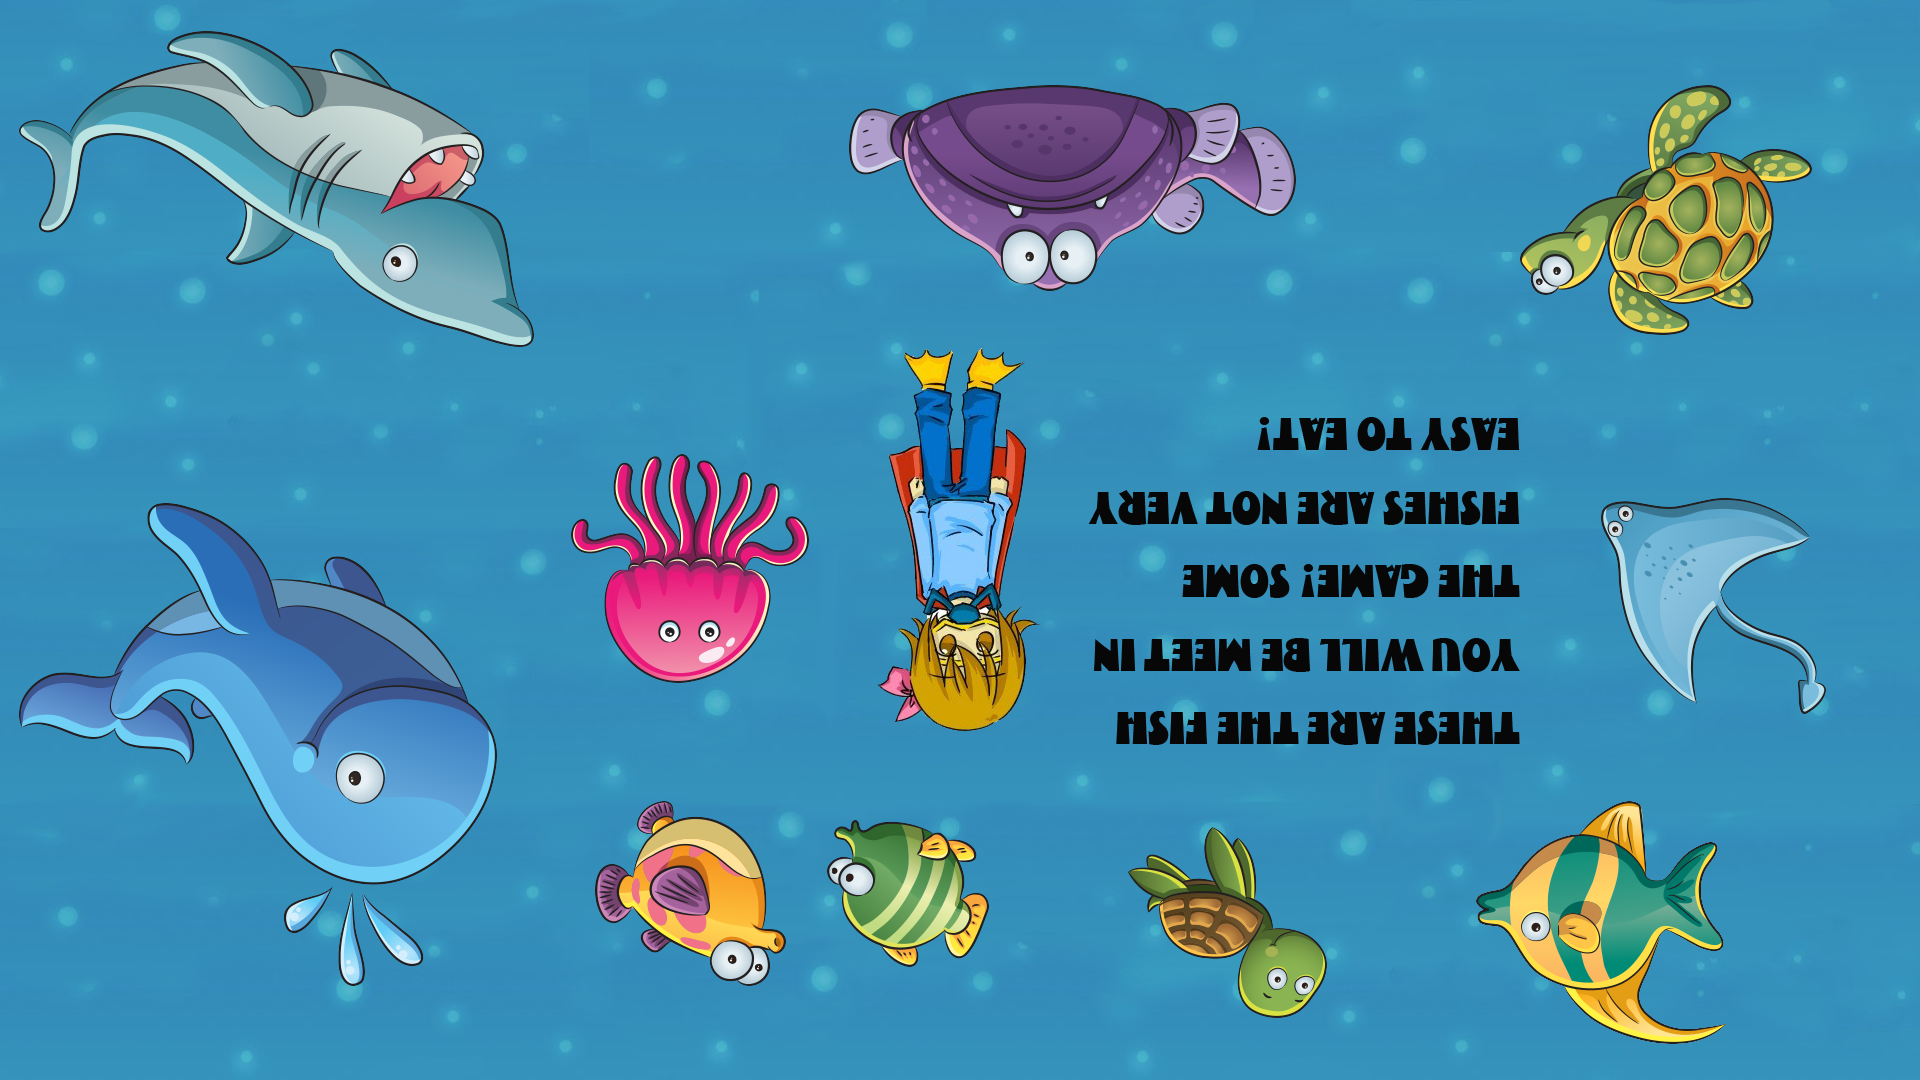 THESE ARE THE FISH
YOU WILL BE MEET IN
THE GAME! SOME
FISHES ARE NOT VERY
EASY TO EAT!